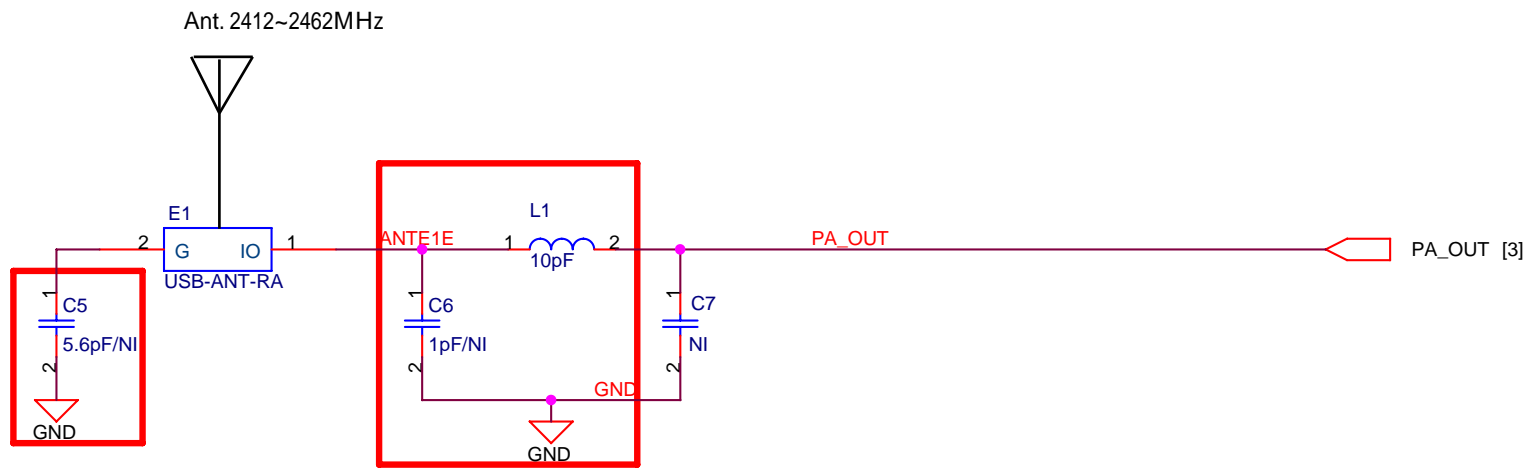 Ant. 2412~2462MHz
E1
L1
2 G IO 1 ANTE1E 1 2 PA_OUT PA_OUT [3]
10pF
USB-ANT-RA
1 C5 1 C6 1 C7
5.6pF/NI 1pF/NI NI
2 2 2
GND
GND
GND